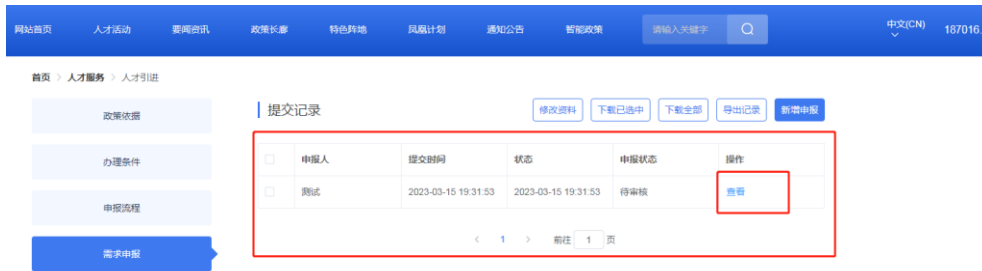 网站首页 人才活动 要闻资讯 政策长廊 特色阵地 凤凰计划 通知公告 智能政策 请输入关键字 中文(CN) 187016.
首页 > 人才服务 > 人才引进
政策依据
办理条件
申报流程
需求申报
提交记录 修改资料 下载已选中 下载全部 导出记录 新增申报
申报人 提交时间 状态 申报状态 操作
测试 2023-03-15 19:31:53 2023-03-15 19:31:53 待审核 查看
< 1 > 前往 1 页